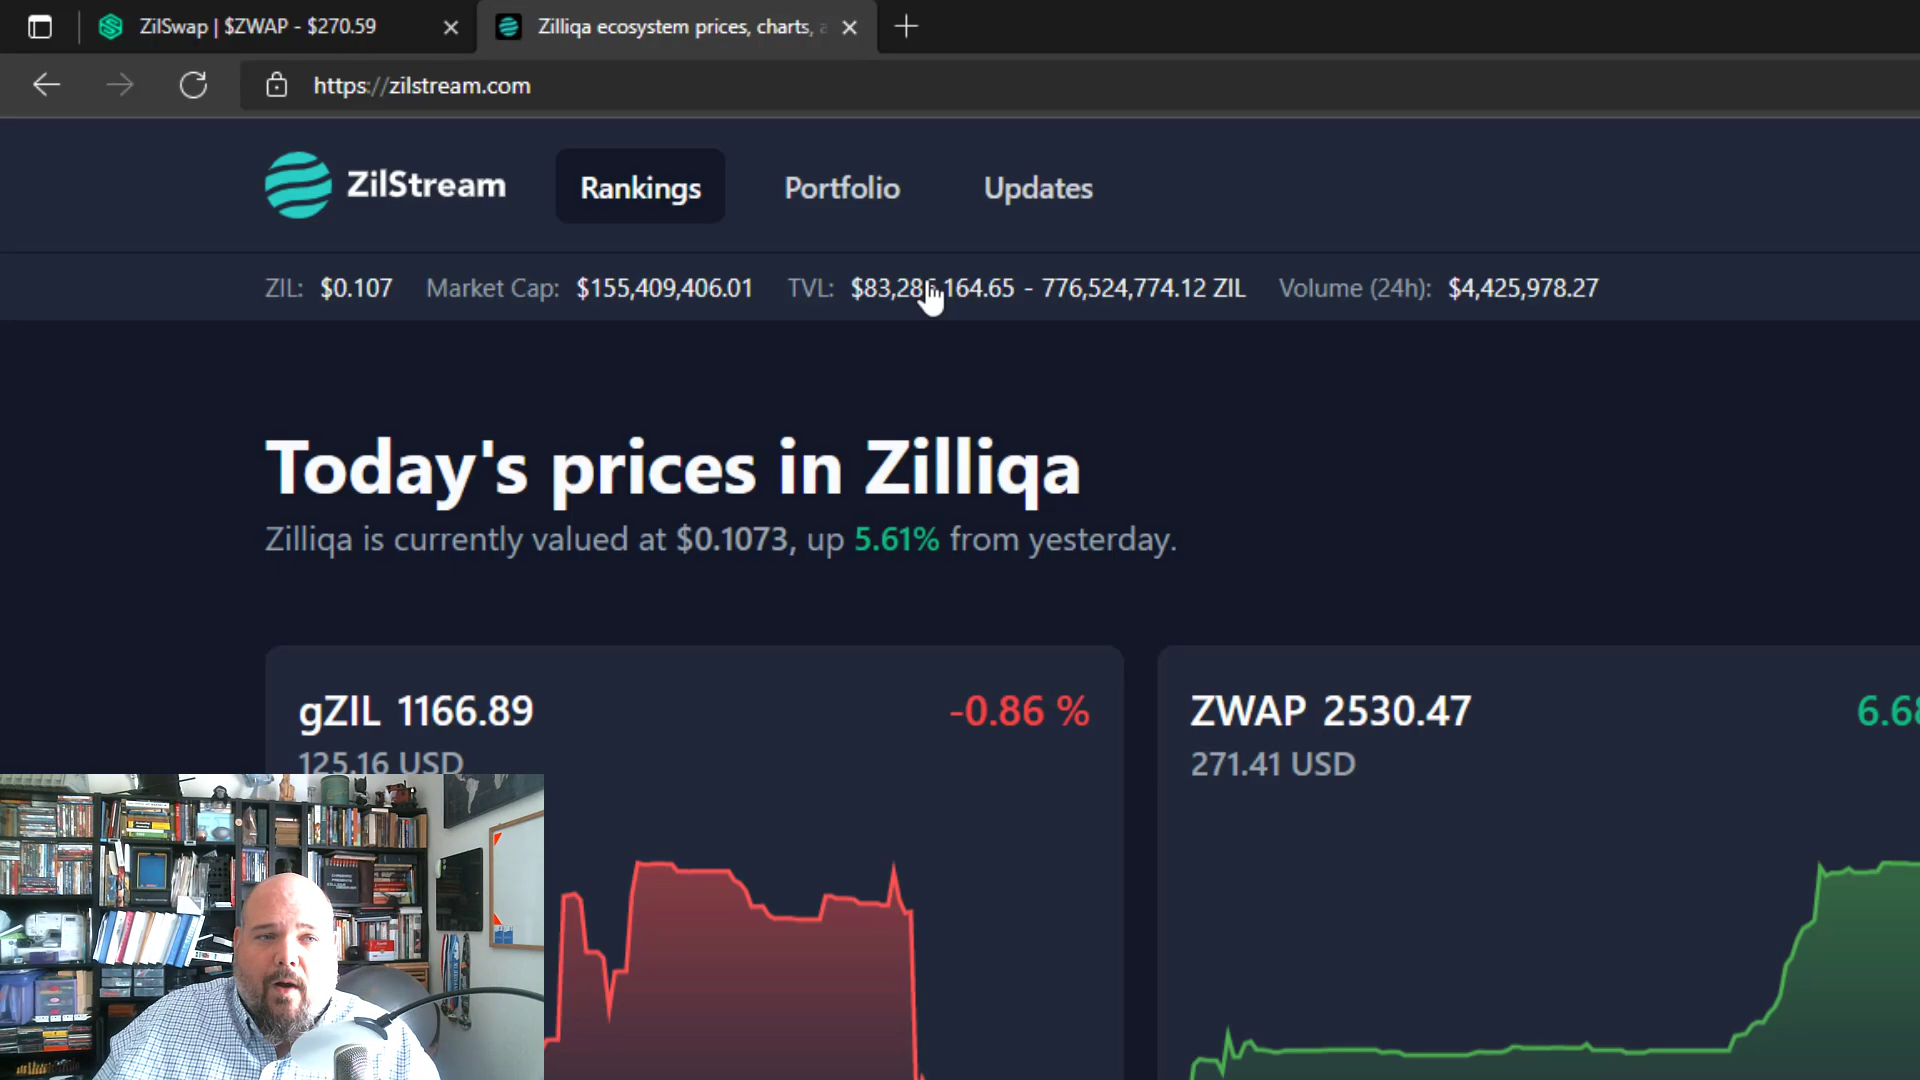 ZilSwap | $ZWAP - $270.59
Zilliqa ecosystem prices, charts,
https://zilstream.com
ZilStream
Rankings
Portfolio
Updates
ZIL: $0.107 Market Cap: $155,409,406.01 TVL: - 776,524,774.12 ZIL Volume (24h): $4,425,978.27
Today's prices in Zilliqa
Zilliqa is currently valued at $0.1073, up 5.61% from yesterday.
gZIL 1166.89
-0.86 %
125.16 USD
ZWAP 2530.47
271.41 USD